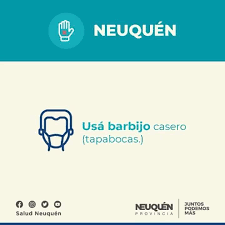 NEUQUÉN
Usá barbijo casero
(tapabocas.)
Salud Neuquén
NEUQUÉN
PROVINCIA
JUNTOS
PODEMOS
MÁS